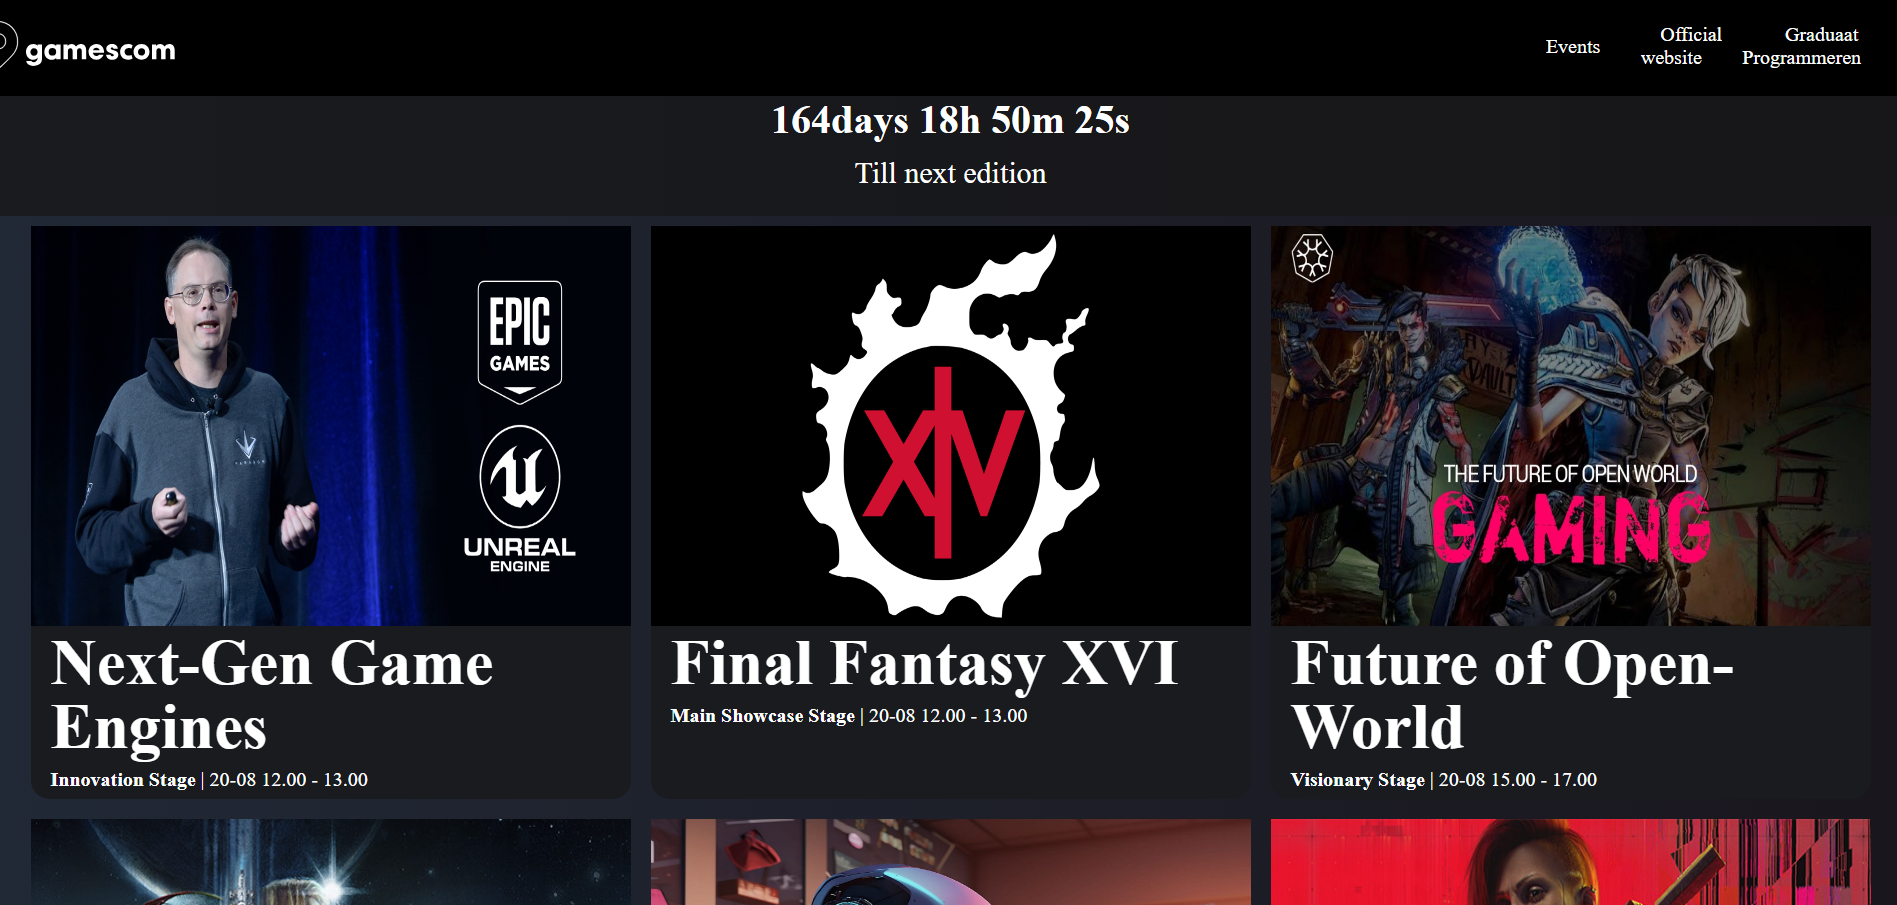 gamescom
Events
Official
website
Graduaat
Programmeren
164days 18h 50m 25s
Till next edition
EPIC
GAMES
UNREAL
ENGINE
Next-Gen Game
Engines
Innovation Stage | 20-08 12.00 - 13.00
XIV
Final Fantasy XVI
Main Showcase Stage | 20-08 12.00 - 13.00
THE FUTURE OF OPEN WORLD
GAMING
Future of Open-
World
Visionary Stage | 20-08 15.00 - 17.00